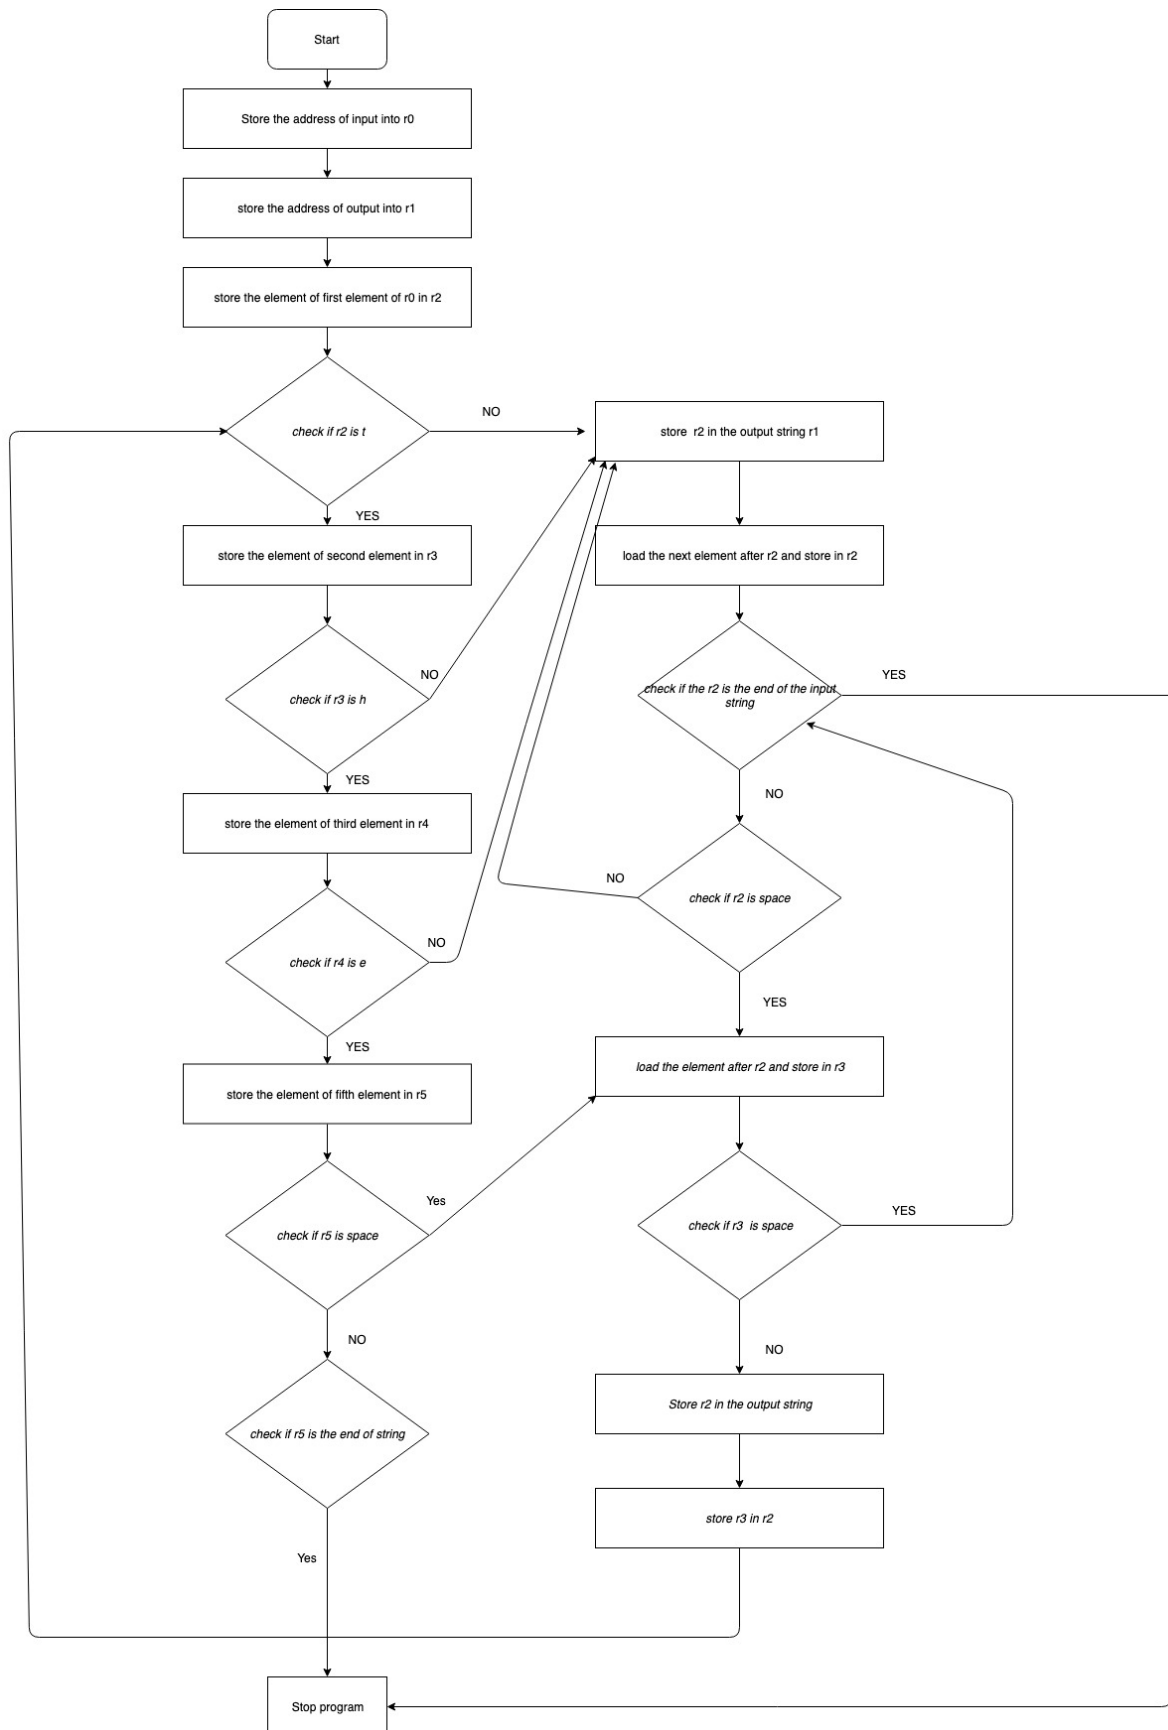 Start
Store the address of input into r0
store the address of output into r1
store the element of first element of r0 in r2
check if r2 is t
NO
store r2 in the output string r1
YES
store the element of second element in r3
load the next element after r2 and store in r2
check if r3 is h
NO
check if the r2 is the end of the input
string
YES
YES
NO
store the element of third element in r4
check if r2 is space
NO
check if r4 is e
NO
YES
YES
store the element of fifth element in r5
load the element after r2 and store in r3
check if r5 is space
Yes
check if r3 is space
YES
NO
NO
check if r5 is the end of string
Store r2 in the output string
store r3 in r2
Yes
Stop program